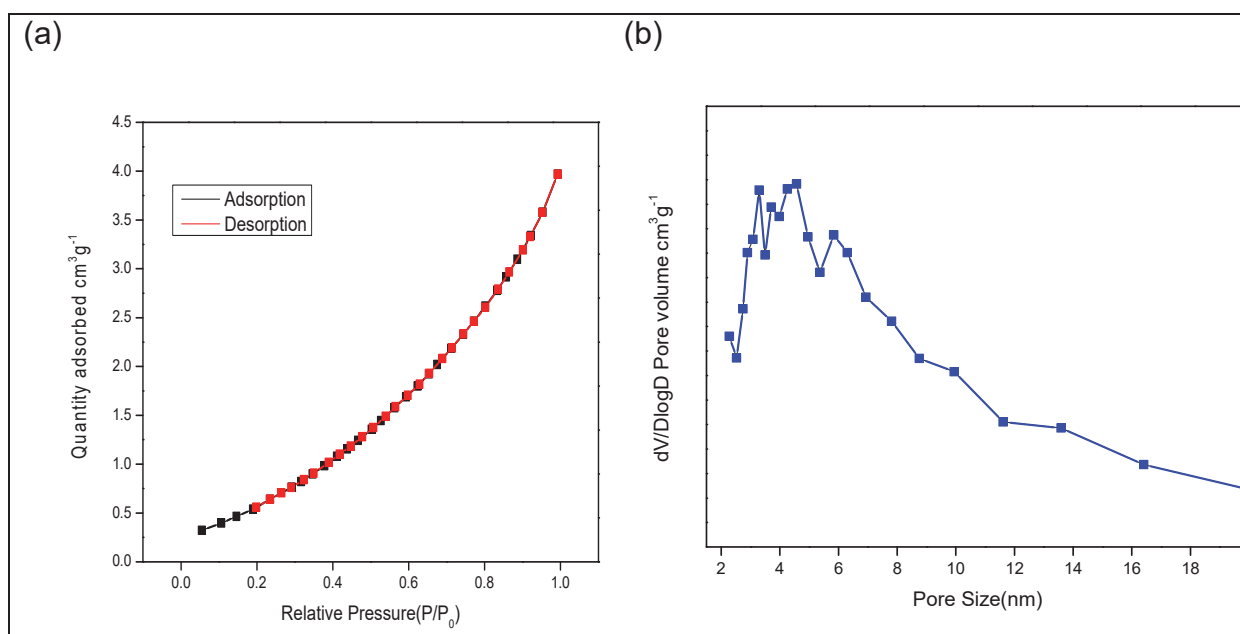 (a)
(b)
4.5
4.0
3.5
3.0
2.5
2.0
1.5
1.0
0.5
0.0
Quantity adsorbed cm³g⁻¹
Adsorption
Desorption
0.0 0.2 0.4 0.6 0.8 1.0
Relative Pressure(P/P₀)
dV/DlogD Pore volume cm³g⁻¹
2 4 6 8 10 12 14 16 18
Pore Size(nm)